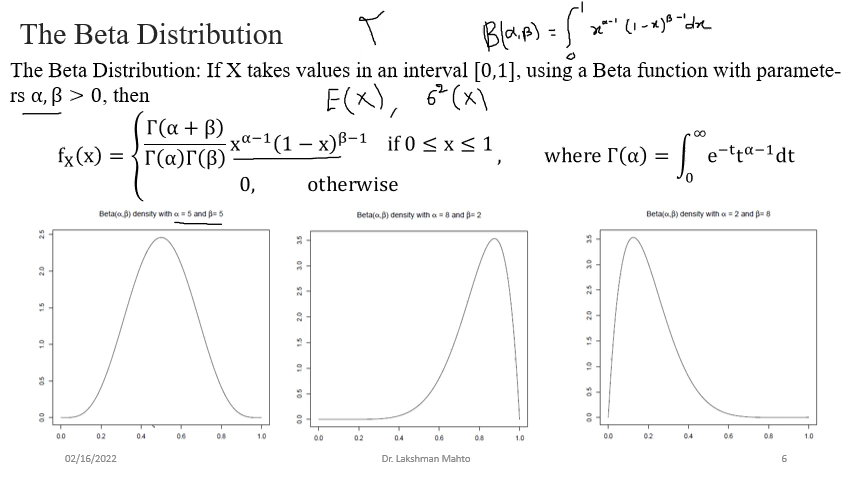 The Beta Distribution
Τ
B(α,β) = ∫₀¹ x^α-1 (1-x)^β-1 dx
The Beta Distribution: If X takes values in an interval [0,1], using a Beta function with paramete-
rs α, β > 0, then
E(X), 6²(X)
f_X(x) = { Γ(α + β) / Γ(α)Γ(β) x^α−1 (1 − x)^β−1 if 0 ≤ x ≤ 1
0, otherwise
, where Γ(α) = ∫₀^∞ e^−t t^α−1 dt
Beta(α,β) density with α = 5 and β= 5
2.5
2.0
1.5
1.0
0.5
0.0
0.0 0.2 0.4 0.6 0.8 1.0
Beta(α,β) density with α = 8 and β= 2
3.5
3.0
2.5
2.0
1.5
1.0
0.5
0.0
0.0 0.2 0.4 0.6 0.8 1.0
Beta(α,β) density with α = 2 and β= 8
3.5
3.0
2.5
2.0
1.5
1.0
0.5
0.0
0.0 0.2 0.4 0.6 0.8 1.0
02/16/2022
Dr. Lakshman Mahto
6